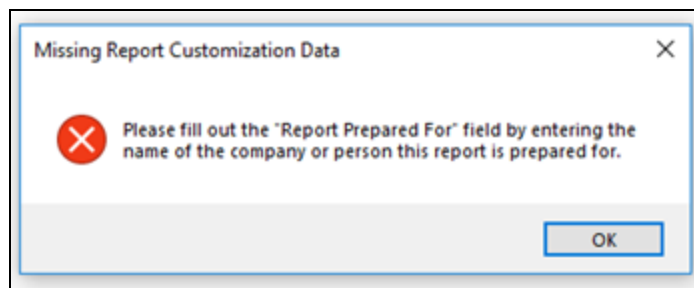 Missing Report Customization Data
Please fill out the "Report Prepared For" field by entering the
name of the company or person this report is prepared for.
OK